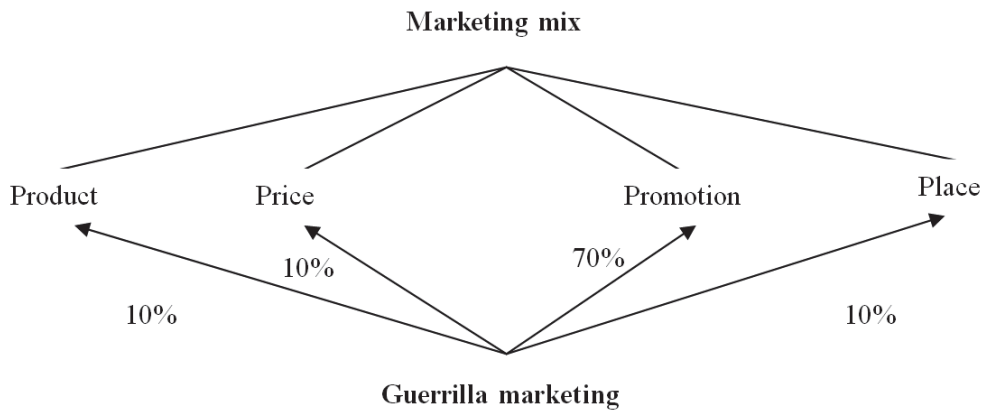 Marketing mix
Product
Price
Promotion
Place
10%
70%
10%
10%
Guerrilla marketing